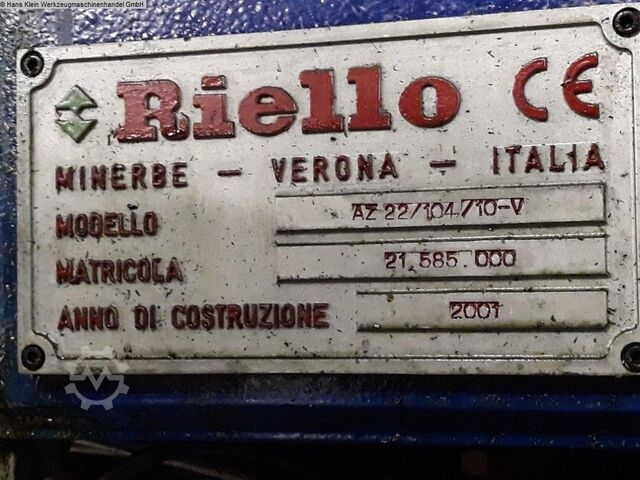 © Hans Klein Werkzeugmaschinenhandel GmbH
Riello CE
MINERBE - VERONA - ITALIA
MODELLO AZ 22/104/10-V
MATRICOLA 21 585 000
ANNO DI COSTRUZIONE 2001